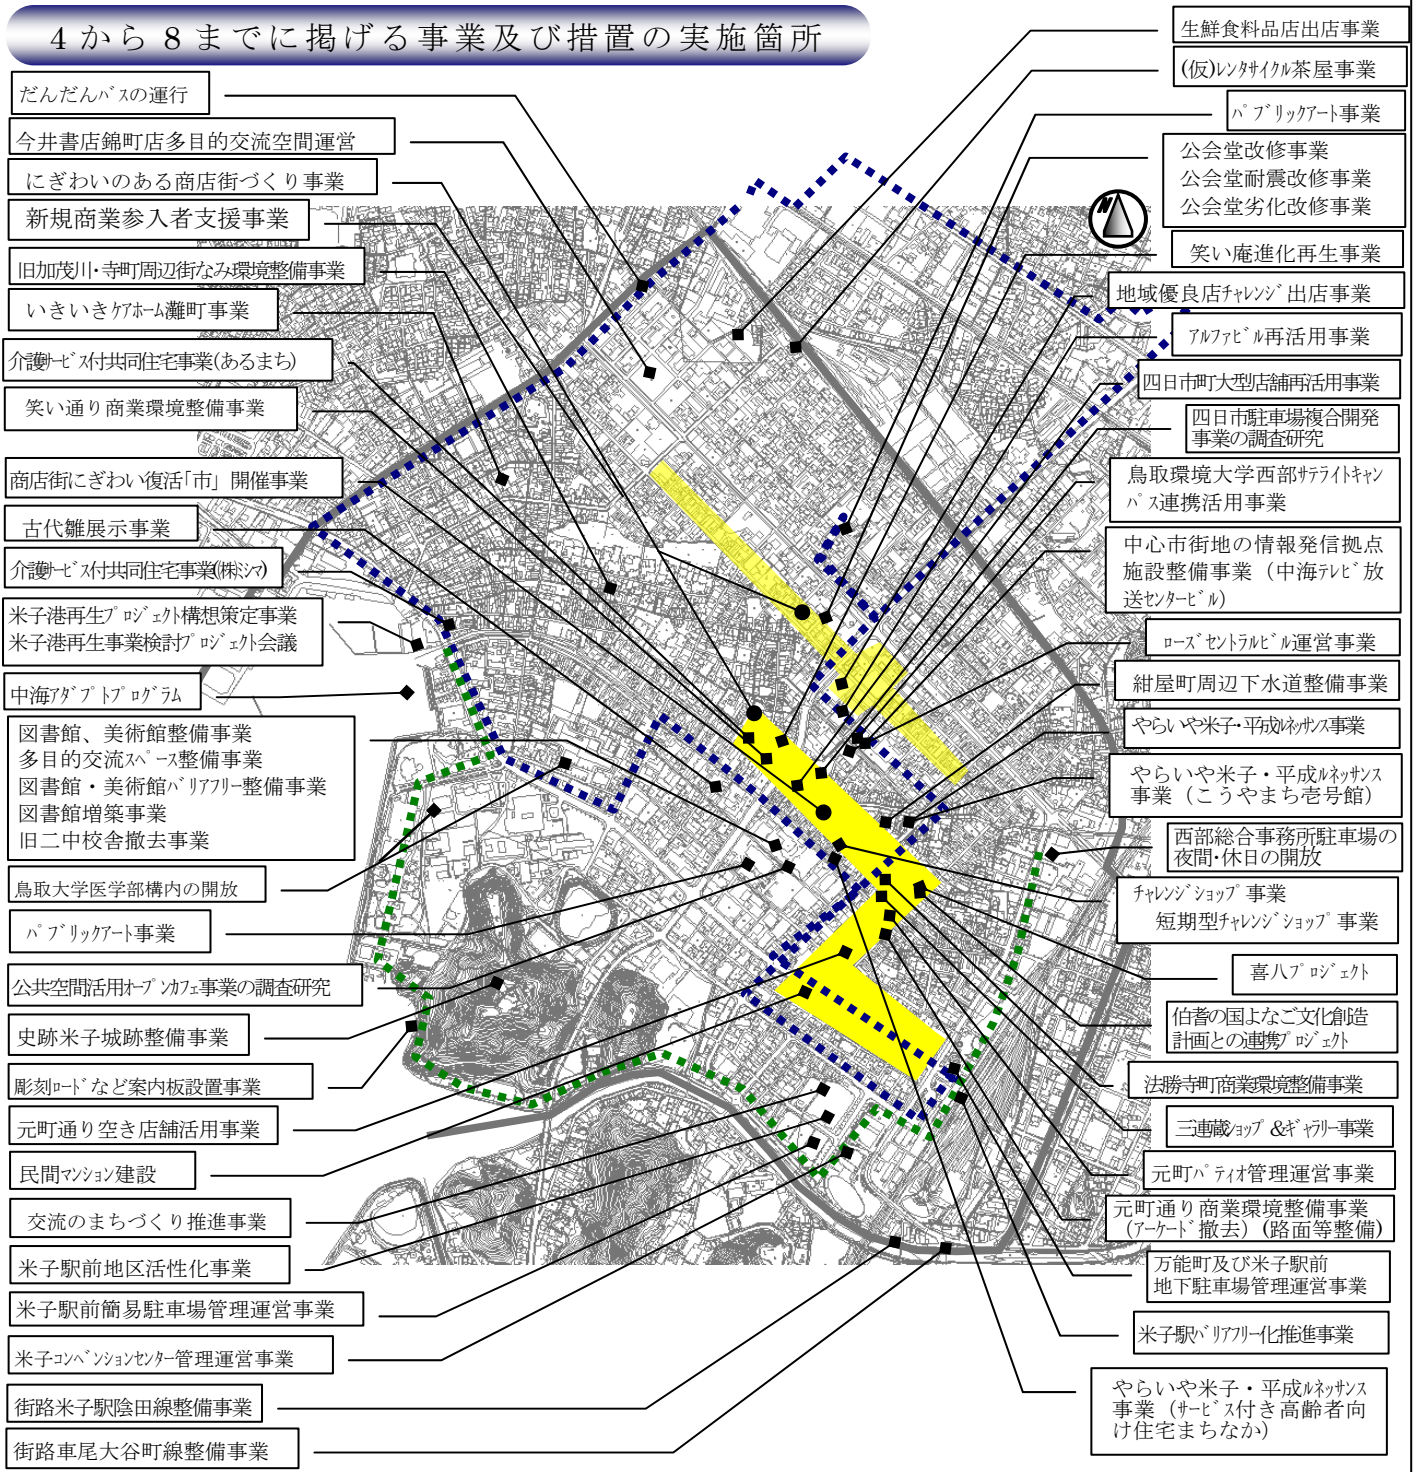 4から8までに掲げる事業及び措置の実施箇所
だんだんバスの運行
今井書店錦町店多目的交流空間運営
にぎわいのある商店街づくり事業
新規商業参入者支援事業
旧加茂川・寺町周辺街なみ環境整備事業
いきいきケアホーム灘町事業
介護サービス付共同住宅事業(あるまち)
笑い通り商業環境整備事業
商店街にぎわい復活「市」開催事業
古代雛展示事業
介護サービス付共同住宅事業(㈱シマ)
米子港再生プロジェクト構想策定事業
米子港再生事業検討プロジェクト会議
中海アダプトプログラム
図書館、美術館整備事業
多目的交流スペース整備事業
図書館・美術館バリアフリー整備事業
図書館増築事業
旧二中校舎撤去事業
鳥取大学医学部構内の開放
パブリックアート事業
公共空間活用オープンカフェ事業の調査研究
史跡米子城跡整備事業
彫刻ロードなど案内板設置事業
元町通り空き店舗活用事業
民間マンション建設
交流のまちづくり推進事業
米子駅前地区活性化事業
米子駅前簡易駐車場管理運営事業
米子コンベンションセンター管理運営事業
街路米子駅陰田線整備事業
街路車尾大谷町線整備事業
生鮮食料品店出店事業
(仮)レンタサイクル茶屋事業
パブリックアート事業
公会堂改修事業
公会堂耐震改修事業
公会堂劣化改修事業
N
笑い庵進化再生事業
地域優良店チャレンジ出店事業
アルファビル再活用事業
四日市町大型店舗再活用事業
四日市駐車場複合開発
事業の調査研究
鳥取環境大学西部サテライトキャン
パス連携活用事業
中心市街地の情報発信拠点
施設整備事業（中海テレビ放
送センタービル）
ローズセントラルビル運営事業
紺屋町周辺下水道整備事業
やらいや米子・平成ルネッサンス事業
やらいや米子・平成ルネッサンス
事業（こうやまち壱号館）
西部総合事務所駐車場の
夜間・休日の開放
チャレンジショップ事業
短期型チャレンジショップ事業
喜八プロジェクト
伯耆の国よなご文化創造
計画との連携プロジェクト
法勝寺町商業環境整備事業
三連蔵ショップ＆ギャラリー事業
元町パティオ管理運営事業
元町通り商業環境整備事業
（アーケード撤去）(路面等整備)
万能町及び米子駅前
地下駐車場管理運営事業
米子駅バリアフリー化推進事業
やらいや米子・平成ルネッサンス
事業（サービス付き高齢者向
け住宅まちなか）